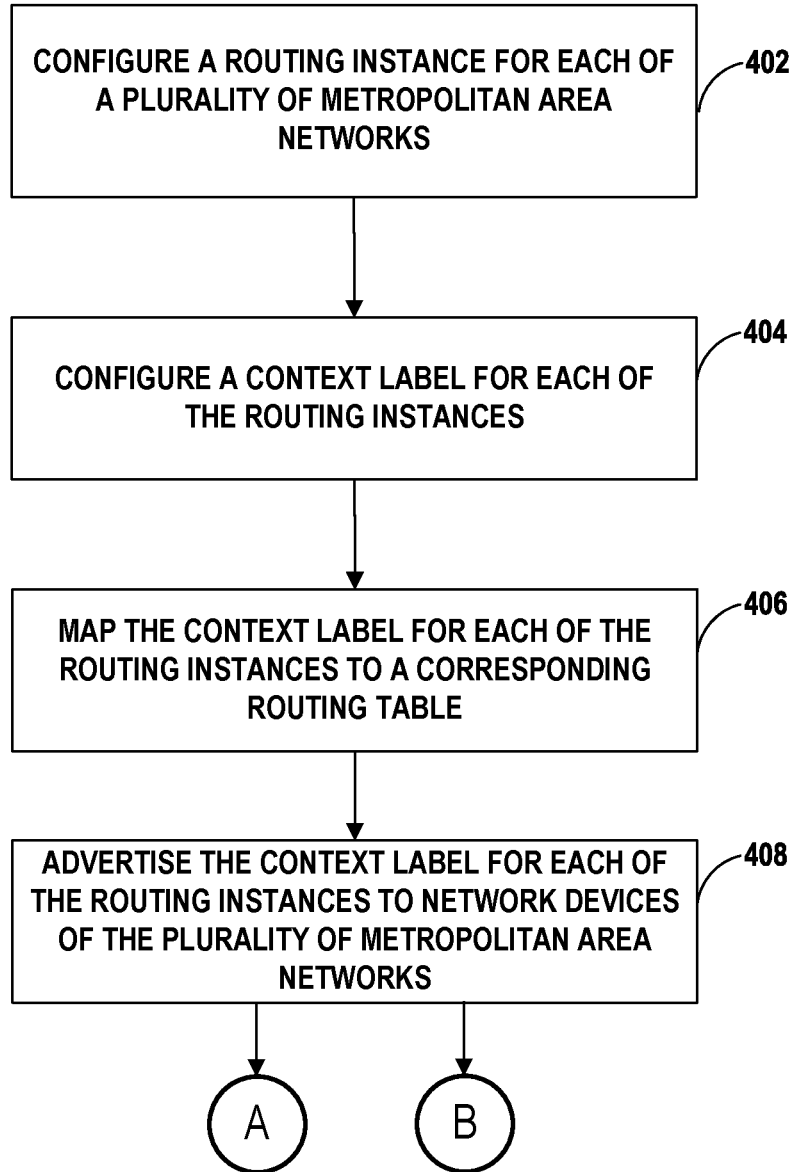 CONFIGURE A ROUTING INSTANCE FOR EACH OF
A PLURALITY OF METROPOLITAN AREA
NETWORKS
402
CONFIGURE A CONTEXT LABEL FOR EACH OF
THE ROUTING INSTANCES
404
MAP THE CONTEXT LABEL FOR EACH OF THE
ROUTING INSTANCES TO A CORRESPONDING
ROUTING TABLE
406
ADVERTISE THE CONTEXT LABEL FOR EACH OF
THE ROUTING INSTANCES TO NETWORK DEVICES
OF THE PLURALITY OF METROPOLITAN AREA
NETWORKS
408
A
B